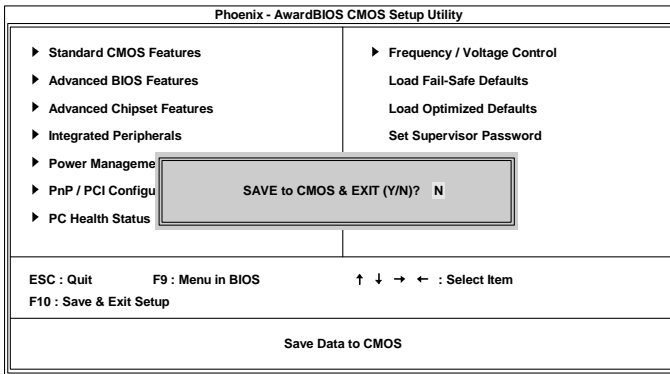 Phoenix - AwardBIOS CMOS Setup Utility
Standard CMOS Features
Advanced BIOS Features
Advanced Chipset Features
Integrated Peripherals
Power Manageme
PnP / PCI Configu
PC Health Status
Frequency / Voltage Control
Load Fail-Safe Defaults
Load Optimized Defaults
Set Supervisor Password
SAVE to CMOS & EXIT (Y/N)? N
ESC : Quit F9 : Menu in BIOS ↑ ↓ → ← : Select Item
F10 : Save & Exit Setup
Save Data to CMOS